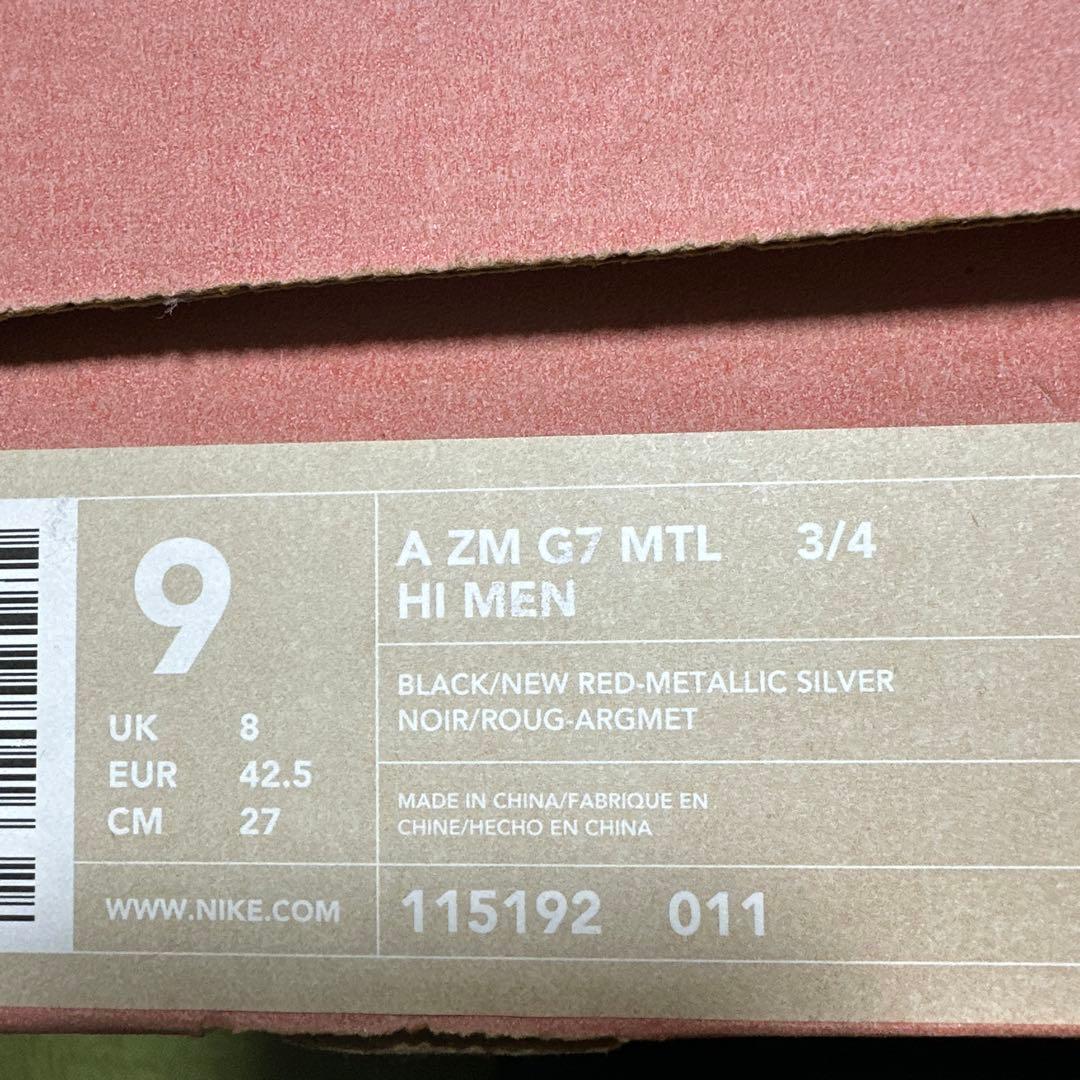 9
UK 8
EUR 42.5
CM 27
WWW.NIKE.COM
A ZM G7 MTL 3/4
HI MEN
BLACK/NEW RED-METALLIC SILVER
NOIR/ROUG-ARGMET
MADE IN CHINA/FABRIQUE EN
CHINE/HECHO EN CHINA
115192 011